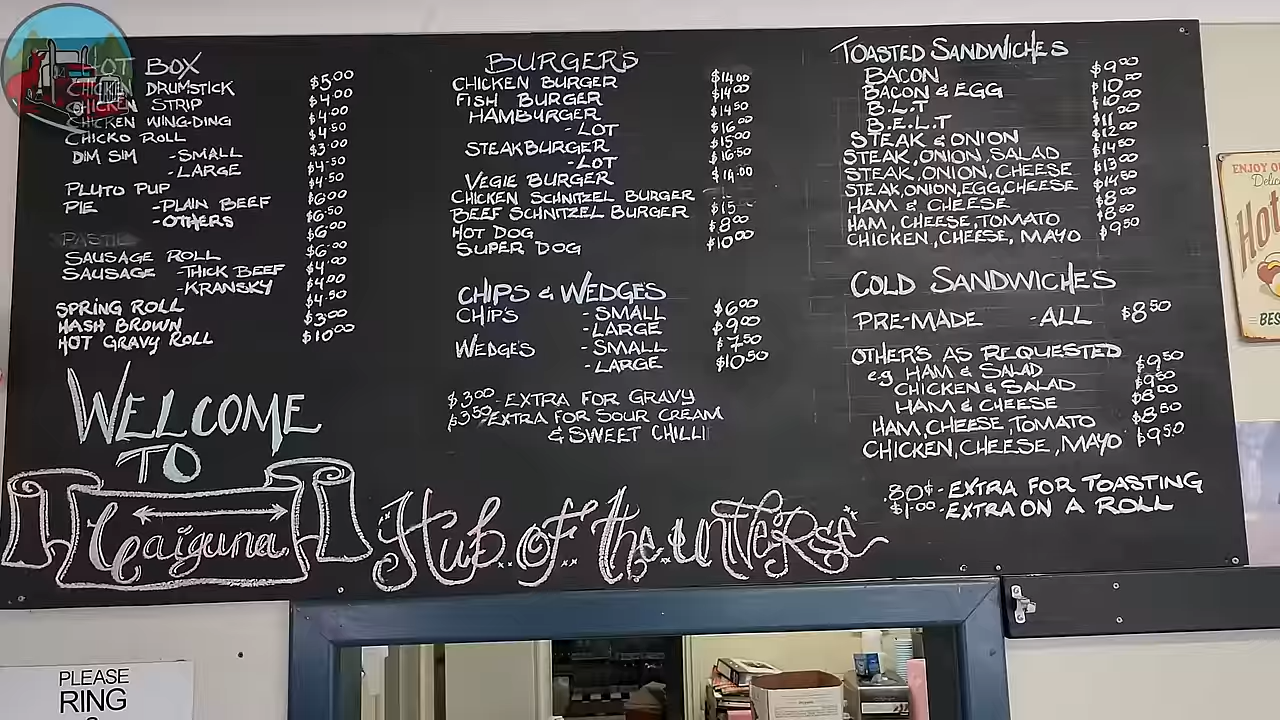 HOT BOX
CHICKEN DRUMSTICK $5.00
CHICKEN STRIP $4.00
CHICKEN WING-DING $4.00
CHICKO ROLL $4.50
DIM SIM -SMALL $3.00
-LARGE $4.50
PLUTO PUP $4.50
PIE -PLAIN BEEF $6.00
-OTHERS $6.50
PASTIE $6.00
SAUSAGE ROLL $6.00
SAUSAGE -THICK BEEF $4.00
-KRANSKY $4.00
SPRING ROLL $4.50
HASH BROWN $3.00
HOT GRAVY ROLL $10.00
WELCOME
TO
Caiguna
Hub of the unIVeRse
BURGER'S
CHICKEN BURGER $14.00
FISH BURGER $14.00
HAMBURGER $14.50
-LOT $16.00
STEAKBURGER $15.00
-LOT $16.50
VEGIE BURGER $14.00
CHICKEN SCHNITZEL BURGER
BEEF SCHNITZEL BURGER $15
HOT DOG $8.00
SUPER DOG $10.00
CHIPS & WEDGES
CHIP'S -SMALL $6.00
-LARGE $9.00
WEDGE'S -SMALL $7.50
-LARGE $10.50
$3.00-EXTRA FOR GRAVY
$3.50 EXTRA FOR SOUR CREAM
& SWEET CHILLI
TOASTED SANDWICHES
BACON $9.00
BACON & EGG $10.00
B.L.T $10.00
B.E.L.T $11.00
STEAK & ONION $12.00
STEAK, ONION, SALAD $14.50
STEAK, ONION, CHEESE $13.00
STEAK, ONION, EGG, CHEESE $14.50
HAM & CHEESE $8.00
HAM, CHEESE, TOMATO $8.50
CHICKEN, CHEESE, MAYO $9.50
COLD SANDWICHES
PRE-MADE -ALL $8.50
OTHER'S AS REQUESTED
eg HAM & SALAD $9.50
CHICKEN & SALAD $9.50
HAM & CHEESE $8.00
HAM, CHEESE, TOMATO $8.50
CHICKEN, CHEESE, MAYO $9.50
.80¢-EXTRA FOR TOASTING
$1.00-EXTRA ON A ROLL
ENJOY
Hot
PLEASE
RING